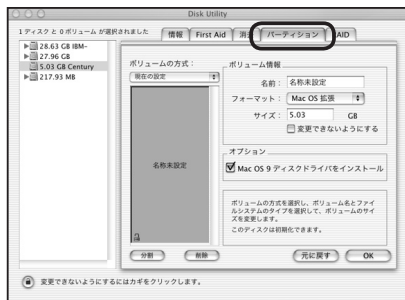 Disk Utility
1 ディスク と 0 ボリューム が選択されました
情報
First Aid
消去
パーティション
RAID
28.63 GB IBM-
27.96 GB
5.03 GB Century
217.93 MB
ボリュームの方式：
現在の設定
名称未設定
分割
削除
ボリューム情報
名前： 名称未設定
フォーマット： Mac OS 拡張
サイズ： 5.03 GB
変更できないようにする
オプション
Mac OS 9 ディスクドライバをインストール
ボリュームの方式を選択し、ボリューム名とファイ
ルシステムのタイプを選択して、ボリュームのサイ
ズを変更します。
このディスクは初期化できます。
元に戻す
OK
変更できないようにするにはカギをクリックします。